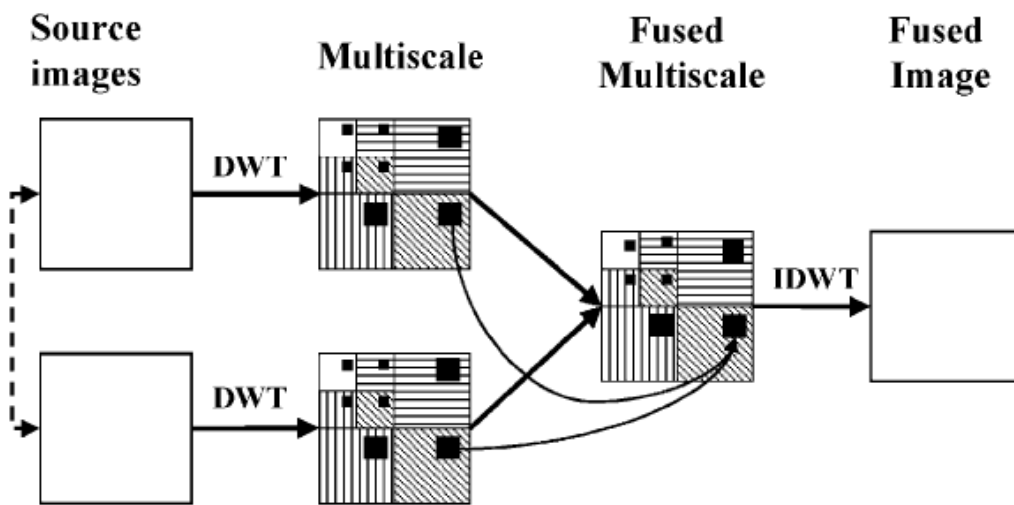 Source
images
Multiscale
Fused
Multiscale
Fused
Image
DWT
IDWT
DWT